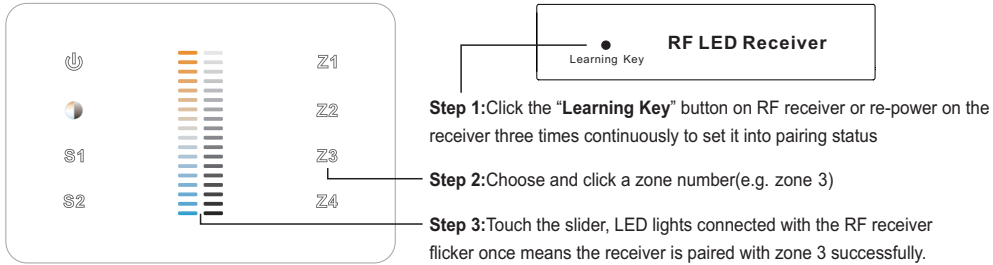 Z1
Z2
S1
Z3
S2
Z4
RF LED Receiver
Learning Key
Step 1:Click the “Learning Key” button on RF receiver or re-power on the
receiver three times continuously to set it into pairing status
Step 2:Choose and click a zone number(e.g. zone 3)
Step 3:Touch the slider, LED lights connected with the RF receiver
flicker once means the receiver is paired with zone 3 successfully.